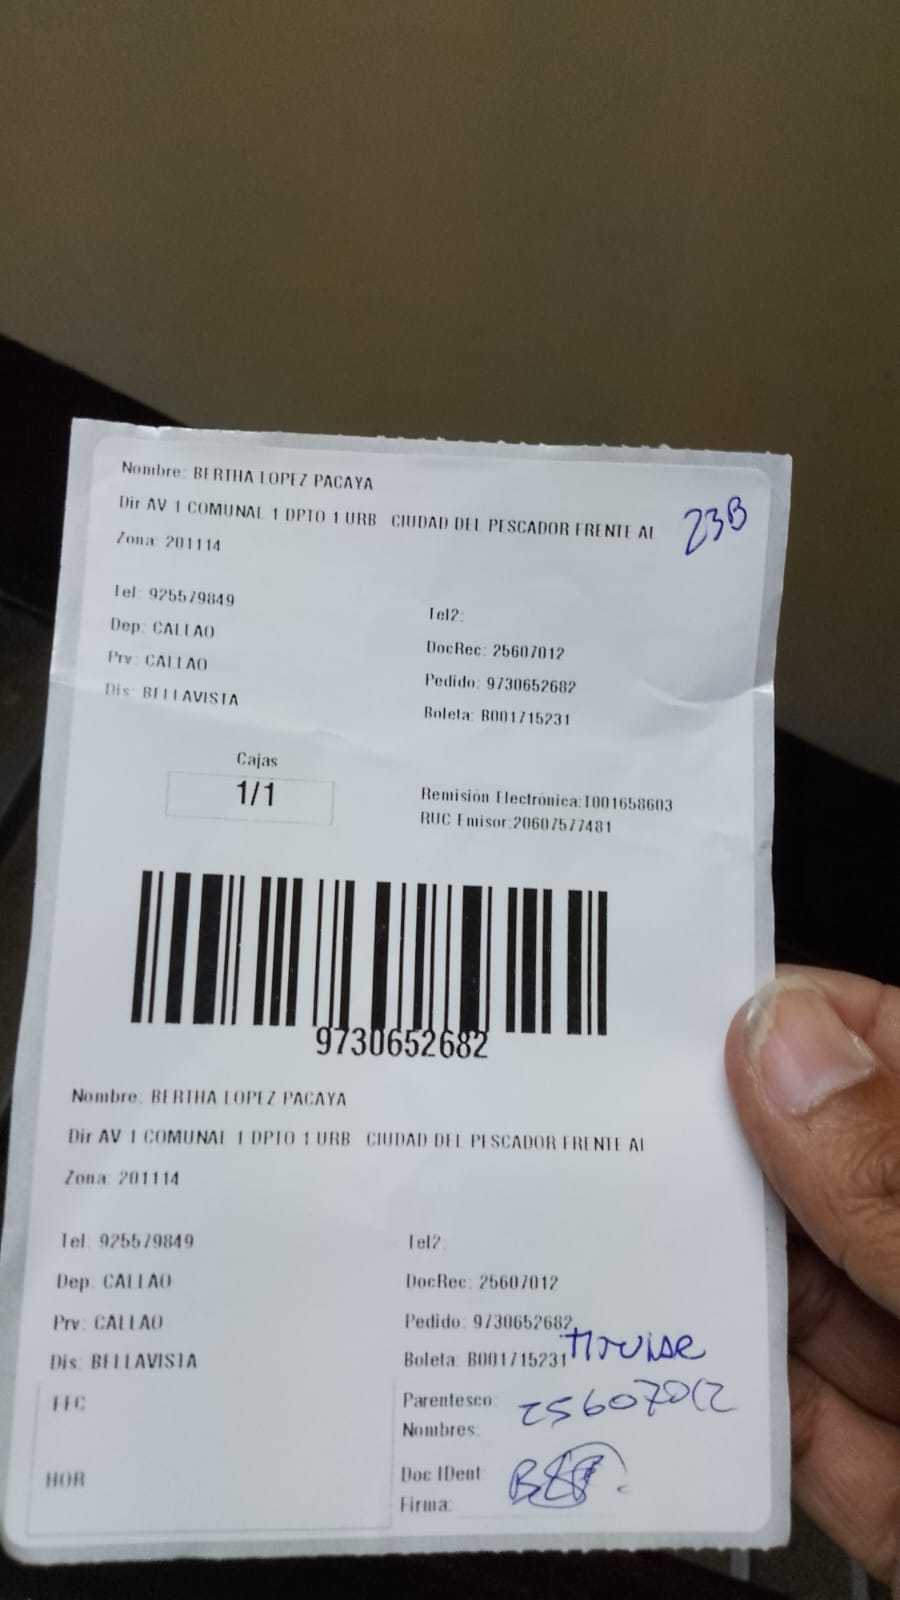 Nombre: BERTHA LOPEZ PACAYA
Dir AV 1 COMUNAL 1 DPTO 1 URB CIUDAD DEL PESCADOR FRENTE AL
23B
Zona: 201114
Tel: 925579849
Tel2:
Dep: CALLAO
DocRec: 25607012
Prv: CALLAO
Pedido: 9730652682
Dis: BELLAVISTA
Boleta: B001715231
Cajas
1/1
Remisión Electrónica:T001658603
RUC Emisor:20607577481
9730652682
Nombre: BERTHA LOPEZ PACAYA
Dir AV 1 COMUNAL 1 DPTO 1 URB CIUDAD DEL PESCADOR FRENTE AL
Zona: 201114
Tel: 925579849
Tel2:
Dep: CALLAO
DocRec: 25607012
Prv: CALLAO
Pedido: 9730652682
Dis: BELLAVISTA
Boleta: B001715231
TITULAR
FEC
Parentesco:
25607012
Nombres:
HOR
Doc IDent:
Firma: